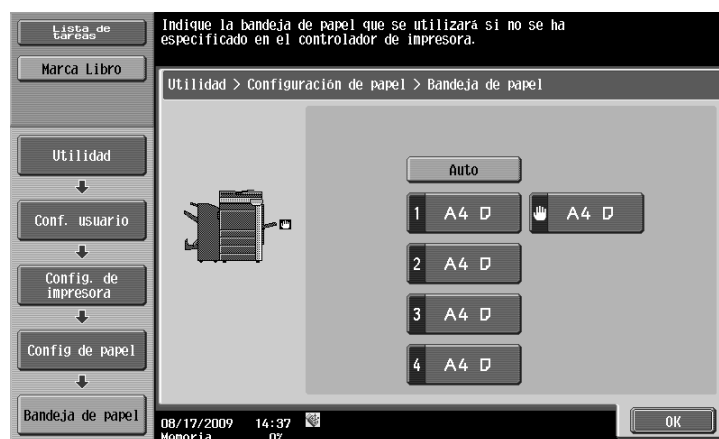 Lista de
tareas
Marca Libro
Indique la bandeja de papel que se utilizará si no se ha
especificado en el controlador de impresora.
Utilidad > Configuración de papel > Bandeja de papel
Utilidad
Conf. usuario
Config. de
impresora
Config de papel
Bandeja de papel
Auto
1 A4
A4
2 A4
3 A4
4 A4
08/17/2009 14:37
Memoria 0%
OK